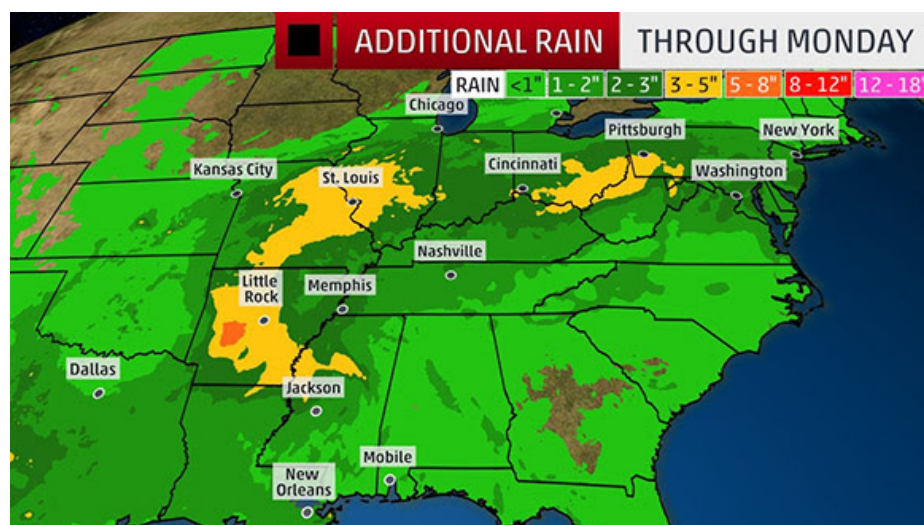 ADDITIONAL RAIN THROUGH MONDAY
RAIN <1" 1 - 2" 2 - 3" 3 - 5" 5 - 8" 8 - 12" 12 - 18"
Chicago
Pittsburgh
New York
Kansas City
St. Louis
Cincinnati
Washington
Nashville
Little
Rock
Memphis
Dallas
Jackson
Mobile
New
Orleans